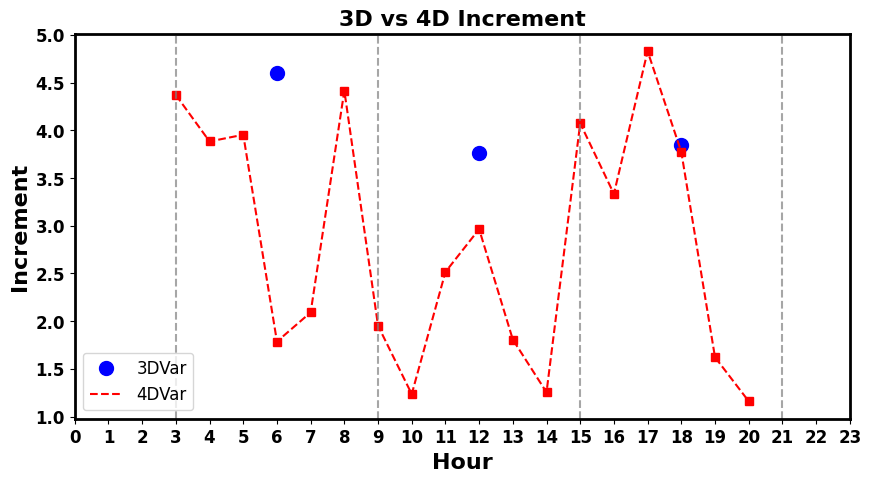 3D vs 4D Increment
5.0
4.5
4.0
3.5
3.0
2.5
2.0
1.5
1.0
Increment
3DVar
4DVar
0 1 2 3 4 5 6 7 8 9 10 11 12 13 14 15 16 17 18 19 20 21 22 23
Hour